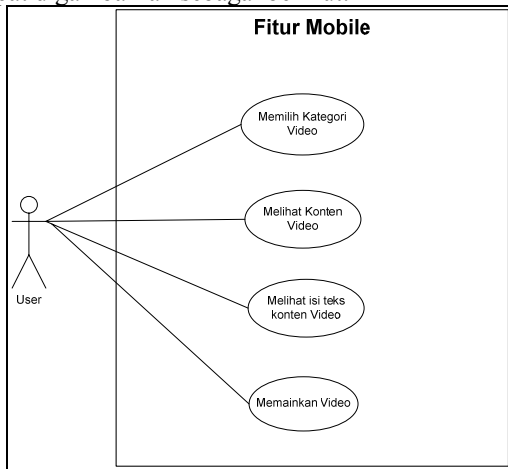 Fitur Mobile
Memilih Kategori
Video
Melihat Konten
Video
Melihat isi teks
konten Video
Memainkan Video
User